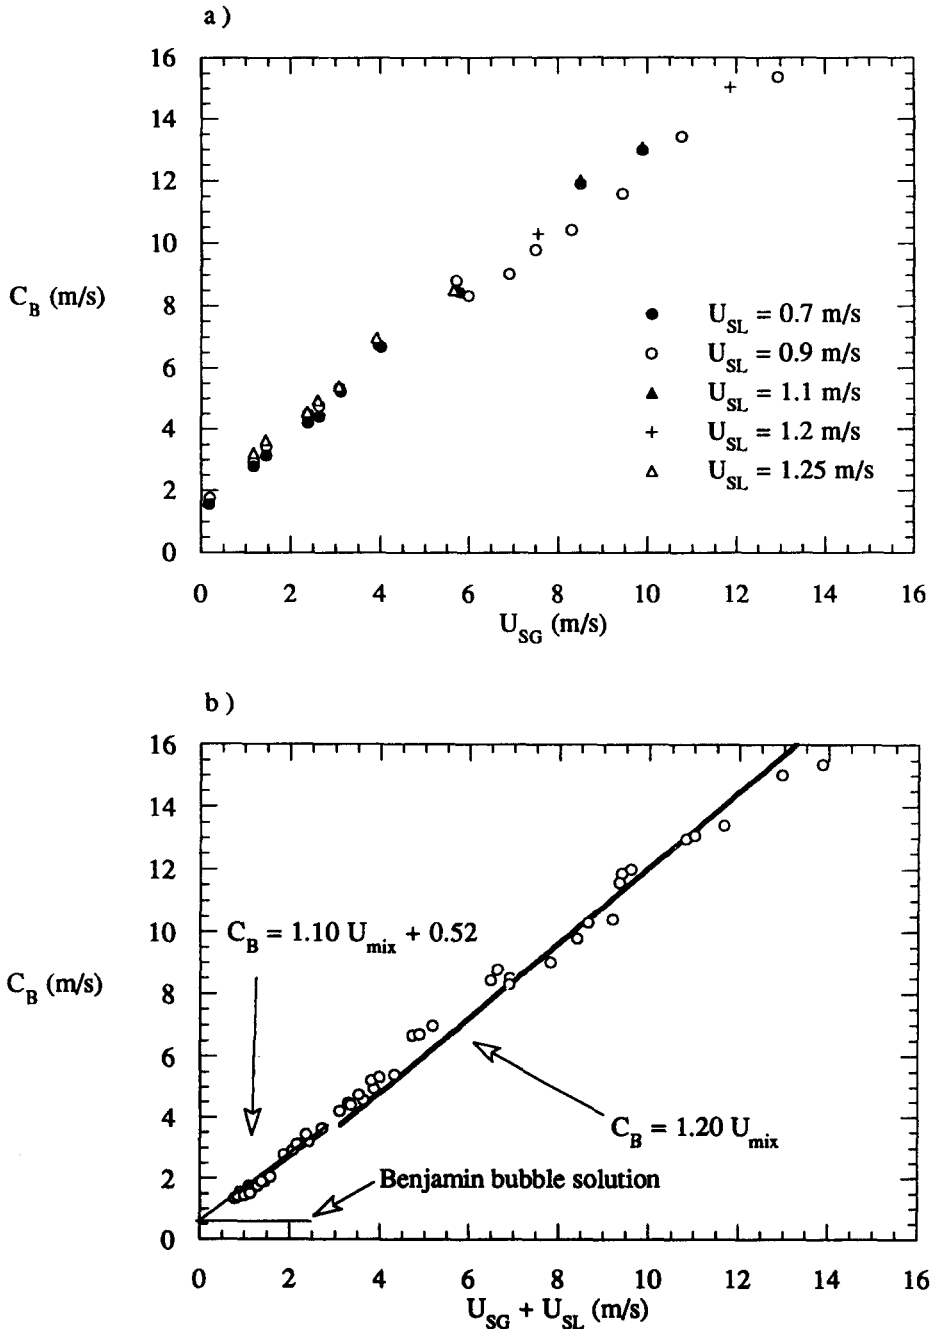 a )
16
14
12
10
8
6
4
2
0
C_B (m/s)
U_SL = 0.7 m/s
U_SL = 0.9 m/s
U_SL = 1.1 m/s
U_SL = 1.2 m/s
U_SL = 1.25 m/s
0 2 4 6 8 10 12 14 16
U_SG (m/s)
b )
16
14
12
10
8
6
4
2
0
C_B (m/s)
C_B = 1.10 U_mix + 0.52
C_B = 1.20 U_mix
Benjamin bubble solution
0 2 4 6 8 10 12 14 16
U_SG + U_SL (m/s)